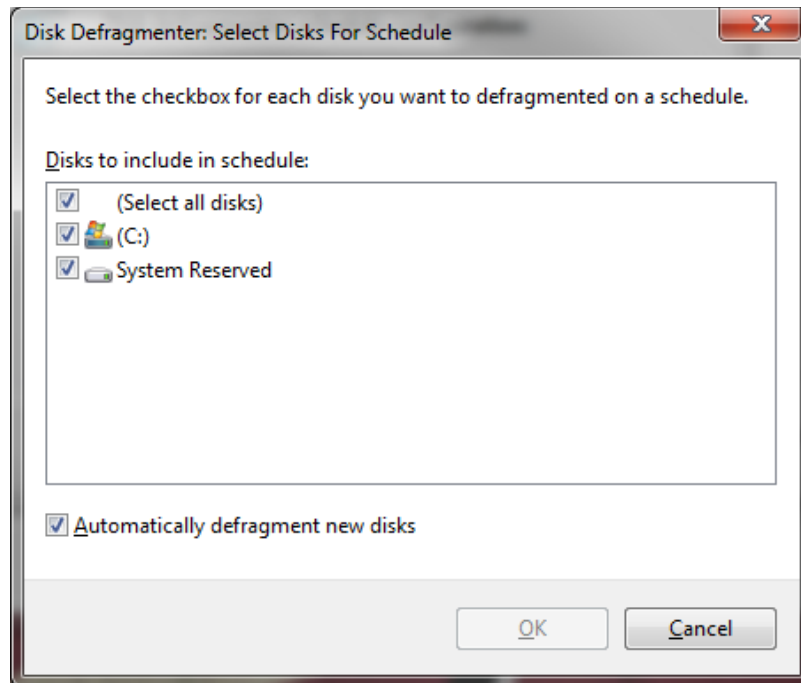 Disk Defragmenter: Select Disks For Schedule
Select the checkbox for each disk you want to defragmented on a schedule.
Disks to include in schedule:
(Select all disks)
(C:)
System Reserved
Automatically defragment new disks
OK Cancel